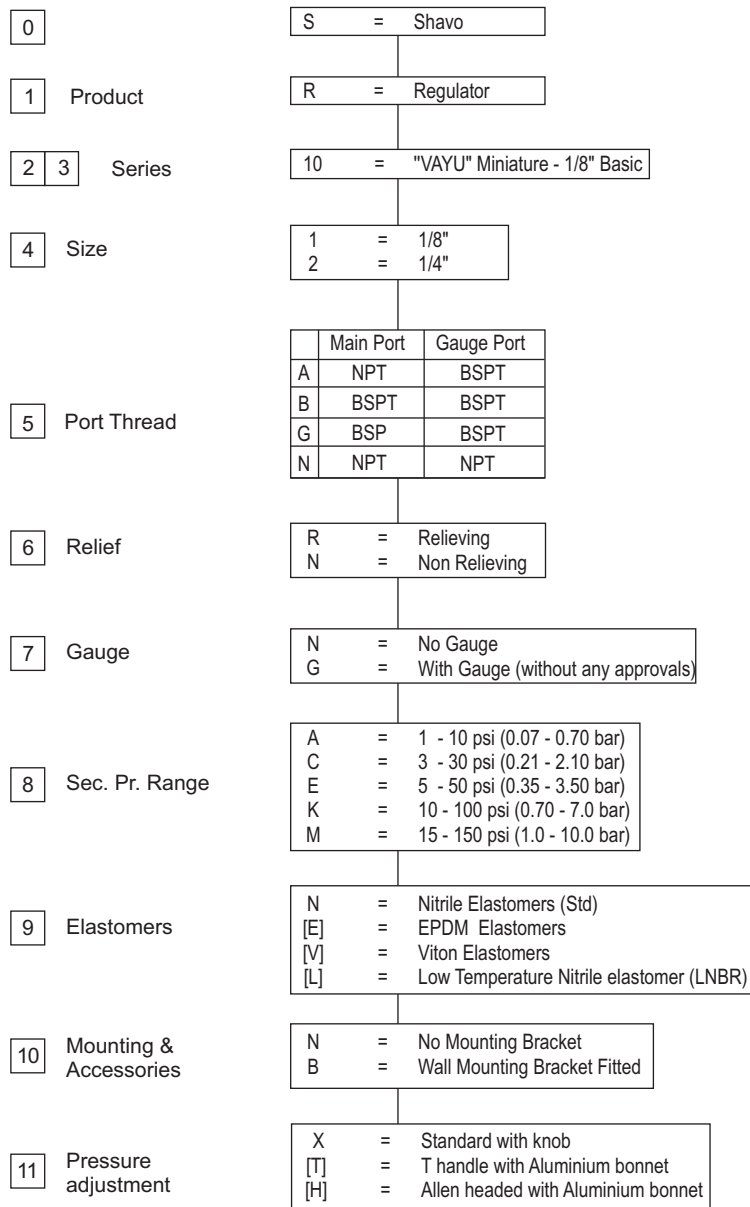 0 S = Shavo
1 Product R = Regulator
2 3 Series 10 = "VAYU" Miniature - 1/8" Basic
4 Size 1 = 1/8"
2 = 1/4"
Main Port Gauge Port
A NPT BSPT
B BSPT BSPT
5 Port Thread
G BSP BSPT
N NPT NPT
6 Relief R = Relieving
N = Non Relieving
7 Gauge N = No Gauge
G = With Gauge (without any approvals)
A = 1 - 10 psi (0.07 - 0.70 bar)
C = 3 - 30 psi (0.21 - 2.10 bar)
8 Sec. Pr. Range E = 5 - 50 psi (0.35 - 3.50 bar)
K = 10 - 100 psi (0.70 - 7.0 bar)
M = 15 - 150 psi (1.0 - 10.0 bar)
N = Nitrile Elastomers (Std)
9 Elastomers [E] = EPDM Elastomers
[V] = Viton Elastomers
[L] = Low Temperature Nitrile elastomer (LNBR)
10 Mounting & N = No Mounting Bracket
Accessories B = Wall Mounting Bracket Fitted
X = Standard with knob
11 Pressure [T] = T handle with Aluminium bonnet
adjustment [H] = Allen headed with Aluminium bonnet